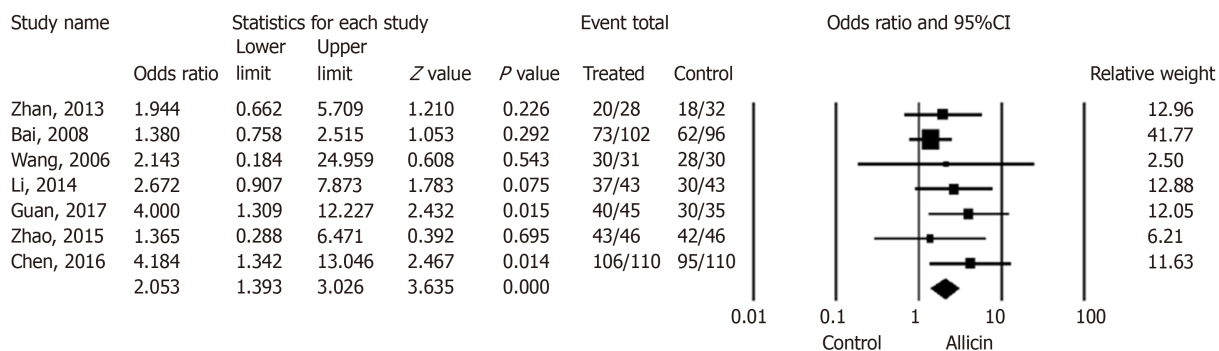 Study name Statistics for each study Event total Odds ratio and 95%CI
Lower Upper
Odds ratio limit limit Z value P value Treated Control Relative weight
Zhan, 2013 1.944 0.662 5.709 1.210 0.226 20/28 18/32 12.96
Bai, 2008 1.380 0.758 2.515 1.053 0.292 73/102 62/96 41.77
Wang, 2006 2.143 0.184 24.959 0.608 0.543 30/31 28/30 2.50
Li, 2014 2.672 0.907 7.873 1.783 0.075 37/43 30/43 12.88
Guan, 2017 4.000 1.309 12.227 2.432 0.015 40/45 30/35 12.05
Zhao, 2015 1.365 0.288 6.471 0.392 0.695 43/46 42/46 6.21
Chen, 2016 4.184 1.342 13.046 2.467 0.014 106/110 95/110 11.63
2.053 1.393 3.026 3.635 0.000
0.01 0.1 1 10 100
Control Allicin